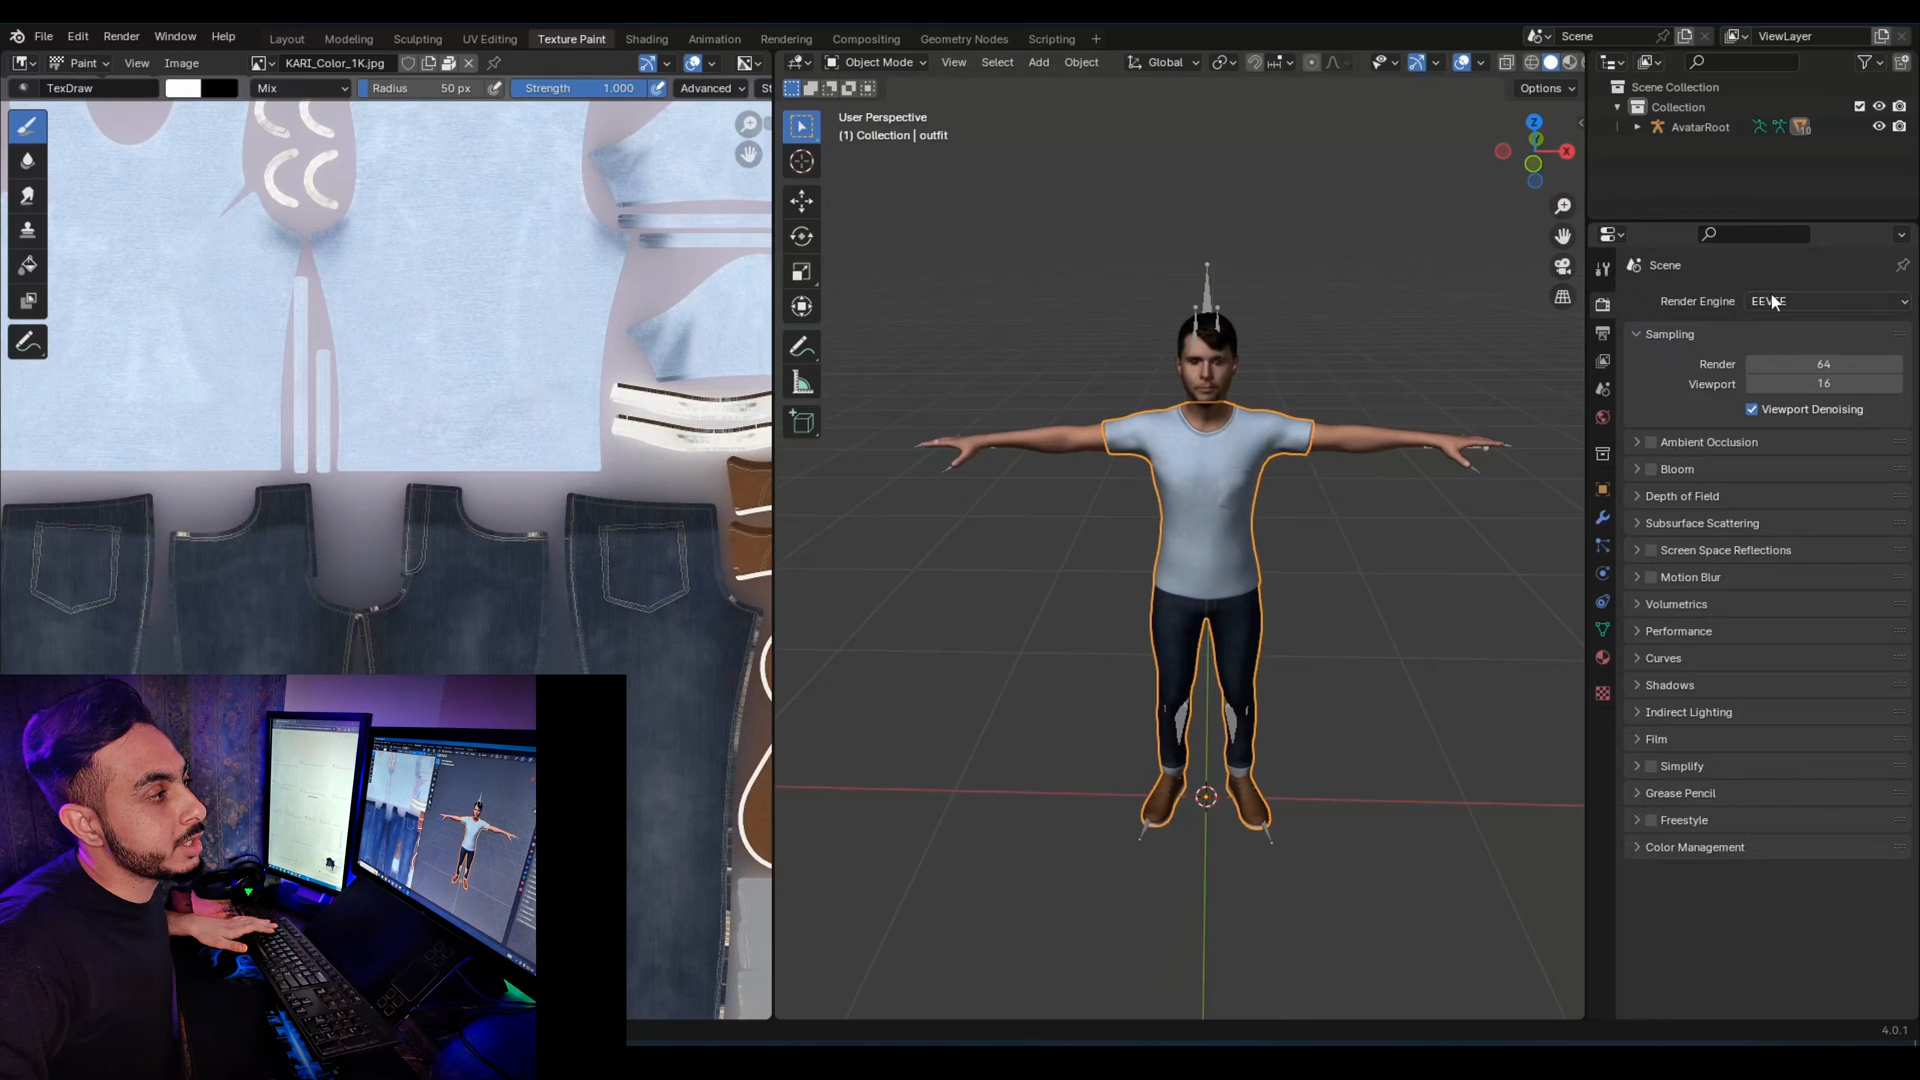 File Edit Render Window Help
Layout Modeling Sculpting UV Editing Texture Paint Shading Animation Rendering Compositing Geometry Nodes Scripting +
Scene
ViewLayer
Paint View Image KARI_Color_1K.jpg
Object Mode View Select Add Object Global
TexDraw Mix Radius 50 px Strength 1.000 Advanced St
Options
User Perspective
(1) Collection | outfit
Z
X
Scene Collection
Collection
AvatarRoot
10
Scene
Render Engine EEVEE
Sampling
Render 64
Viewport 16
Viewport Denoising
Ambient Occlusion
Bloom
Depth of Field
Subsurface Scattering
Screen Space Reflections
Motion Blur
Volumetrics
Performance
Curves
Shadows
Indirect Lighting
Film
Simplify
Grease Pencil
Freestyle
Color Management
4.0.1